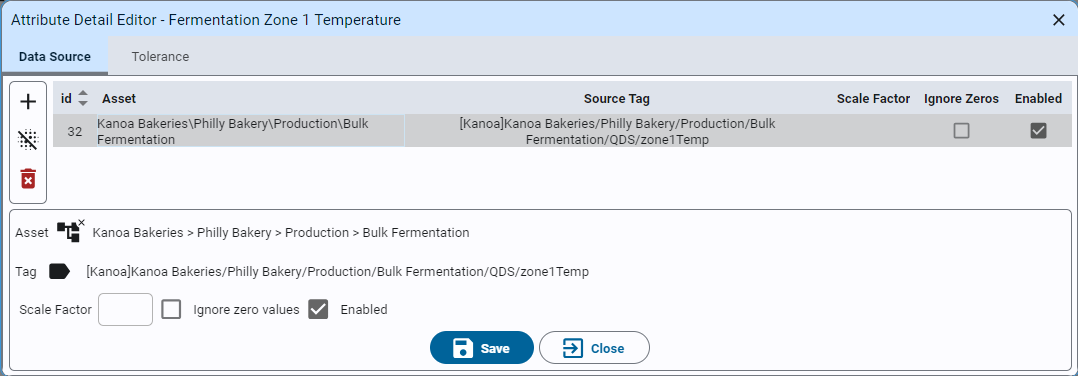 Attribute Detail Editor - Fermentation Zone 1 Temperature
Data Source
Tolerance
id Asset Source Tag Scale Factor Ignore Zeros Enabled
32
Kanoa Bakeries\Philly Bakery\Production\Bulk
Fermentation
[Kanoa]Kanoa Bakeries/Philly Bakery/Production/Bulk
Fermentation/QDS/zone1Temp
Asset Kanoa Bakeries > Philly Bakery > Production > Bulk Fermentation
Tag [Kanoa]Kanoa Bakeries/Philly Bakery/Production/Bulk Fermentation/QDS/zone1Temp
Scale Factor Ignore zero values Enabled
Save Close